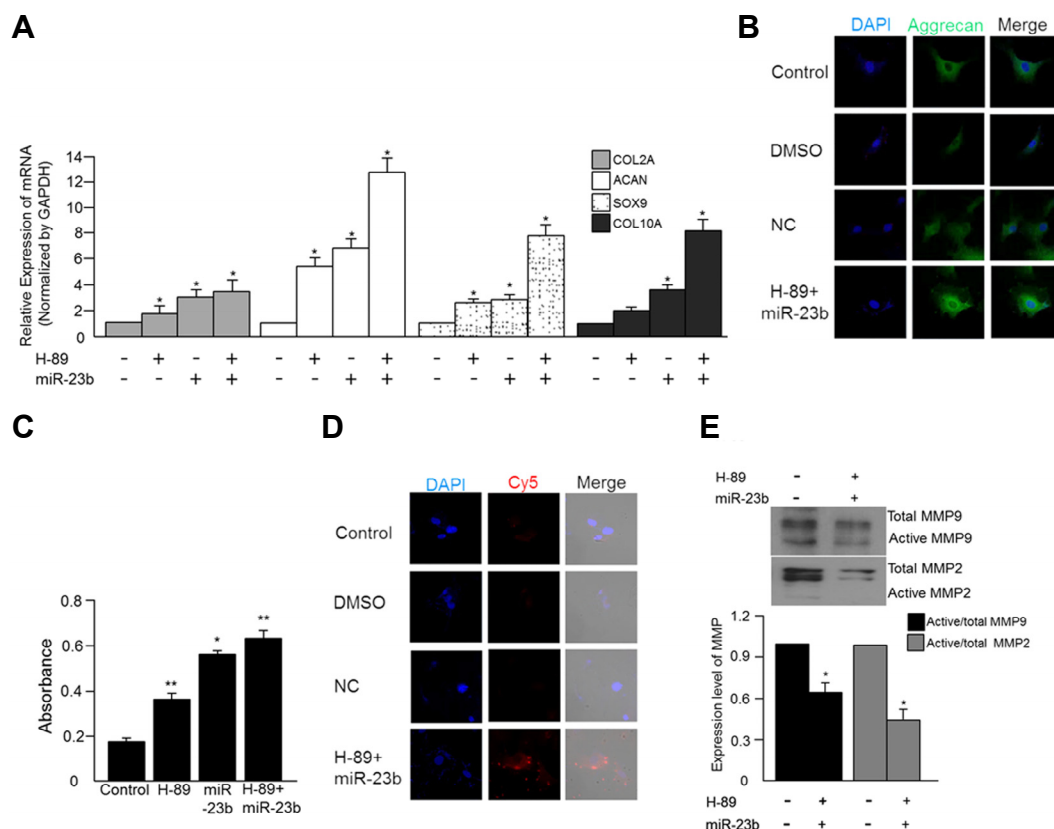 A
Relative Expression of mRNA
(Normalized by GAPDH)
14
12
10
8
6
4
2
0
* * * * * * * * * * *
COL2A
ACAN
SOX9
COL10A
H-89 - + - + - + - + - + - + - + - +
miR-23b - - + + - - + + - - + + - - + +
B
DAPI Aggrecan Merge
Control
DMSO
NC
H-89+
miR-23b
C
Absorbance
0.8
0.6
0.4
0.2
0
** * **
Control H-89 miR
-23b H-89+
miR-23b
D
DAPI Cy5 Merge
Control
DMSO
NC
H-89+
miR-23b
E
H-89 - +
miR-23b - +
Total MMP9
Active MMP9
Total MMP2
Active MMP2
Expression level of MMP
1.2
0.9
0.6
0.3
0
* *
Active/total MMP9
Active/total MMP2
H-89 - + - +
miR-23b - + - +